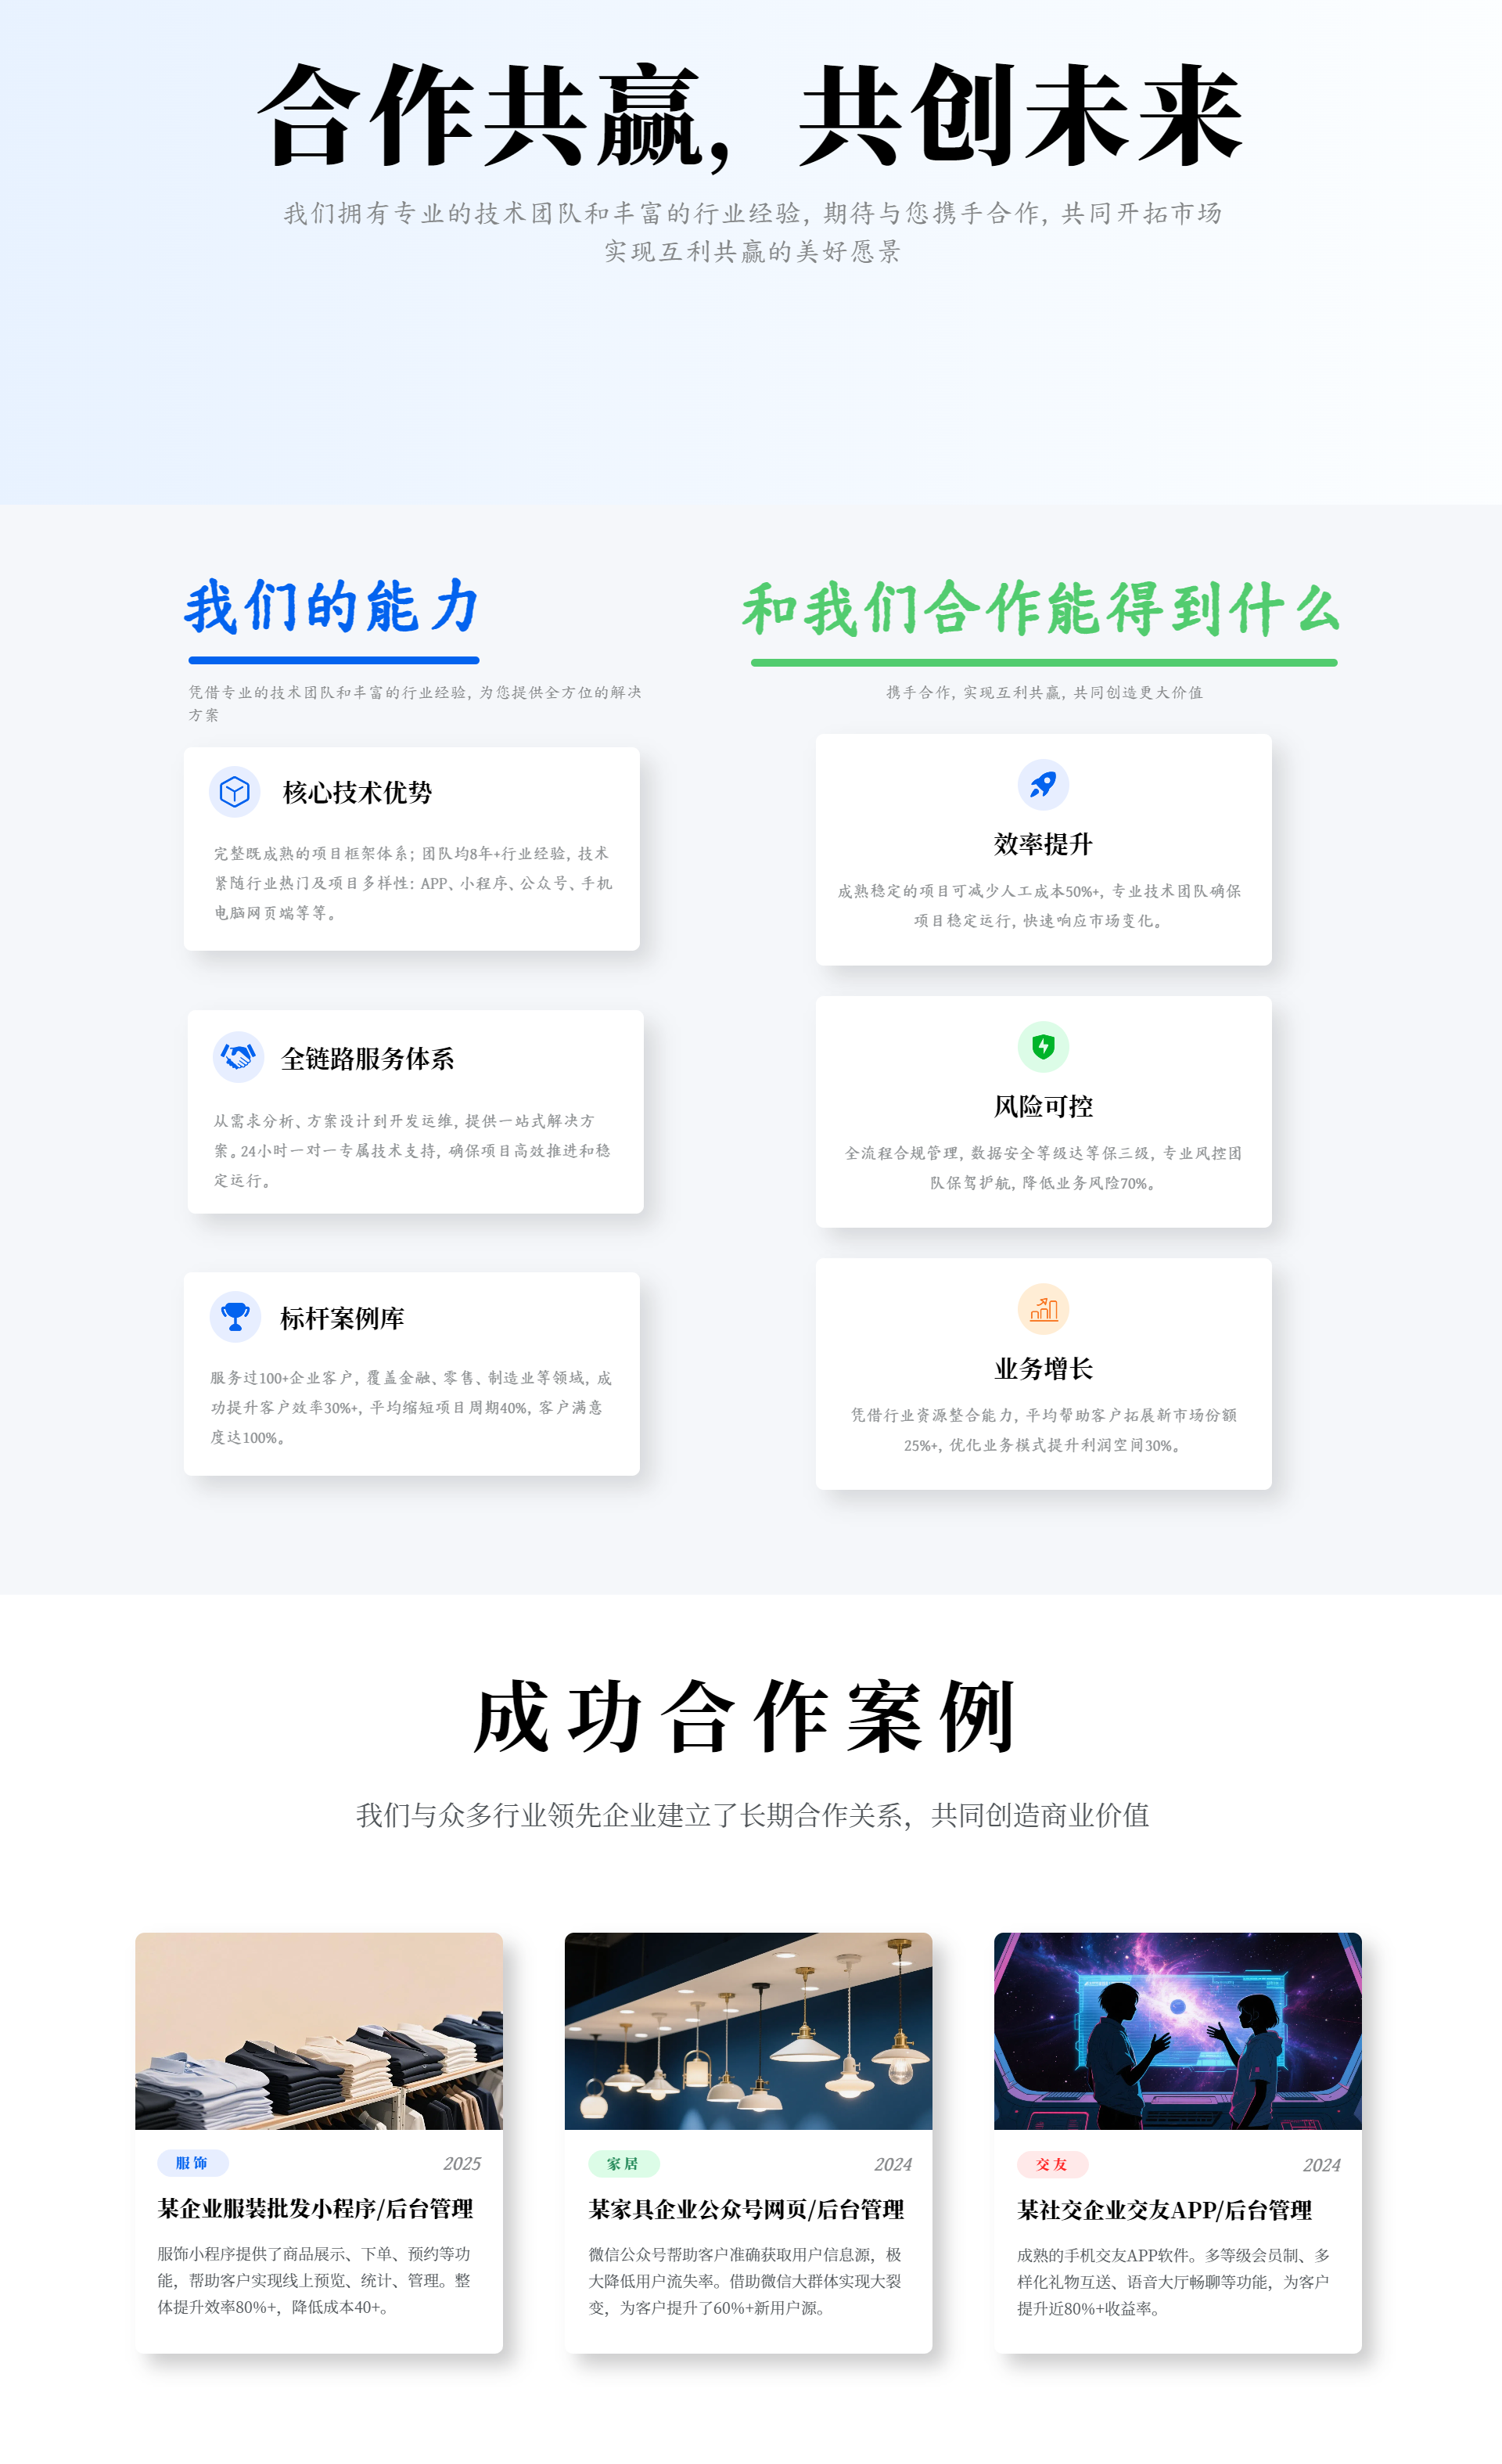 合作共赢，共创未来
我们拥有专业的技术团队和丰富的行业经验，期待与您携手合作，共同开拓市场
实现互利共赢的美好愿景
我们的能力
凭借专业的技术团队和丰富的行业经验，为您提供全方位的解决
方案
核心技术优势
完整既成熟的项目框架体系；团队均8年+行业经验，技术
紧随行业热门及项目多样性：APP、小程序、公众号、手机
电脑网页端等等。
全链路服务体系
从需求分析、方案设计到开发运维，提供一站式解决方
案。24小时一对一专属技术支持，确保项目高效推进和稳
定运行。
标杆案例库
服务过100+企业客户，覆盖金融、零售、制造业等领域，成
功提升客户效率30%+，平均缩短项目周期40%，客户满意
度达100%。
和我们合作能得到什么
携手合作，实现互利共赢，共同创造更大价值
效率提升
成熟稳定的项目可减少人工成本50%+，专业技术团队确保
项目稳定运行，快速响应市场变化。
风险可控
全流程合规管理，数据安全等级达等保三级，专业风控团
队保驾护航，降低业务风险70%。
业务增长
凭借行业资源整合能力，平均帮助客户拓展新市场份额
25%+，优化业务模式提升利润空间30%。
成功合作案例
我们与众多行业领先企业建立了长期合作关系，共同创造商业价值
服饰
2025
某企业服装批发小程序/后台管理
服饰小程序提供了商品展示、下单、预约等功
能，帮助客户实现线上预览、统计、管理。整
体提升效率80%+，降低成本40+。
家居
2024
某家具企业公众号网页/后台管理
微信公众号帮助客户准确获取用户信息源，极
大降低用户流失率。借助微信大群体实现大裂
变，为客户提升了60%+新用户源。
交友
2024
某社交企业交友APP/后台管理
成熟的手机交友APP软件。多等级会员制、多
样化礼物互送、语音大厅畅聊等功能，为客户
提升近80%+收益率。